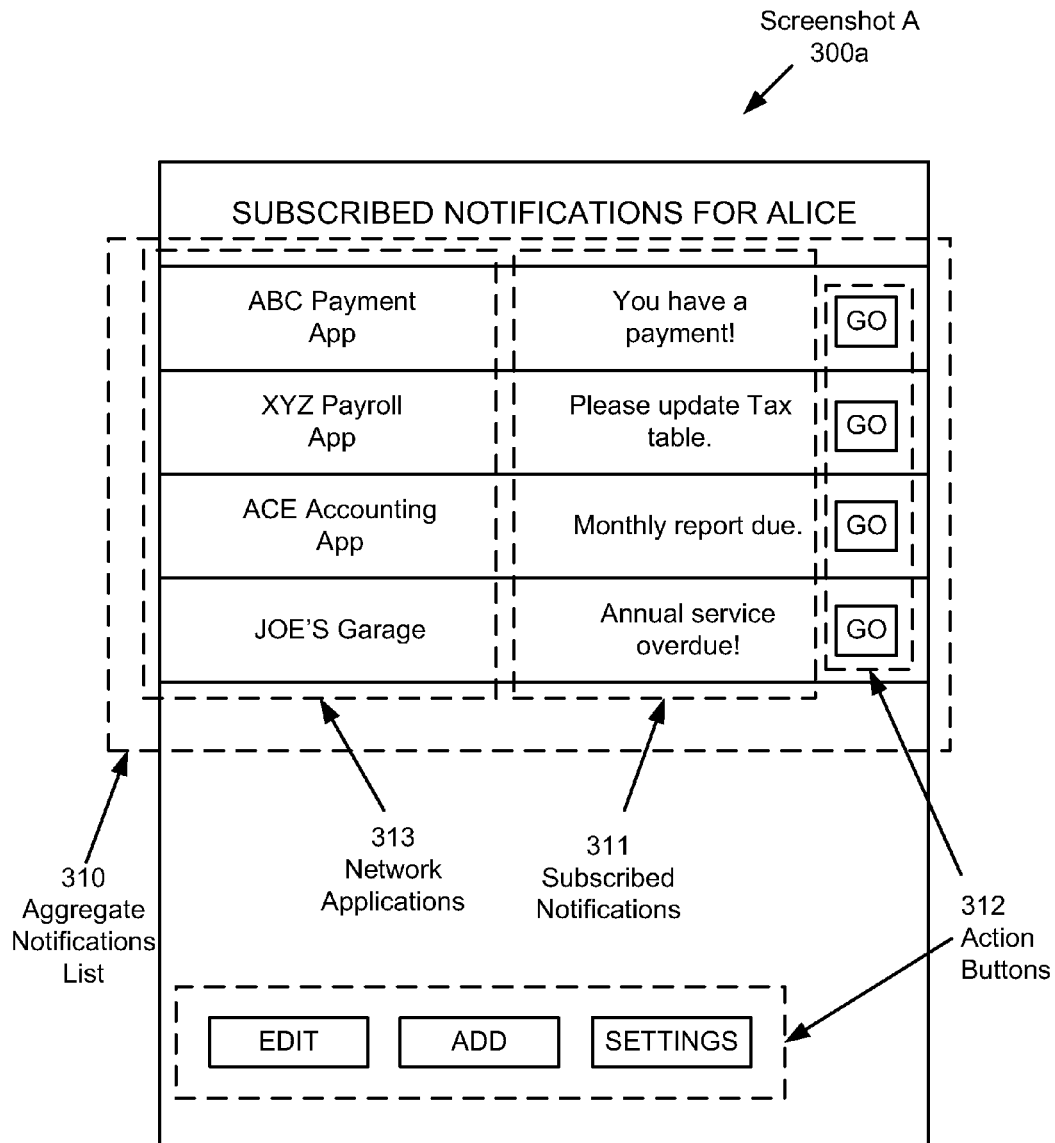 Screenshot A
300a
SUBSCRIBED NOTIFICATIONS FOR ALICE
ABC Payment
App
You have a
payment!
GO
XYZ Payroll
App
Please update Tax
table.
GO
ACE Accounting
App
Monthly report due.
GO
JOE'S Garage
Annual service
overdue!
GO
310
Aggregate
Notifications
List
313
Network
Applications
311
Subscribed
Notifications
312
Action
Buttons
EDIT
ADD
SETTINGS